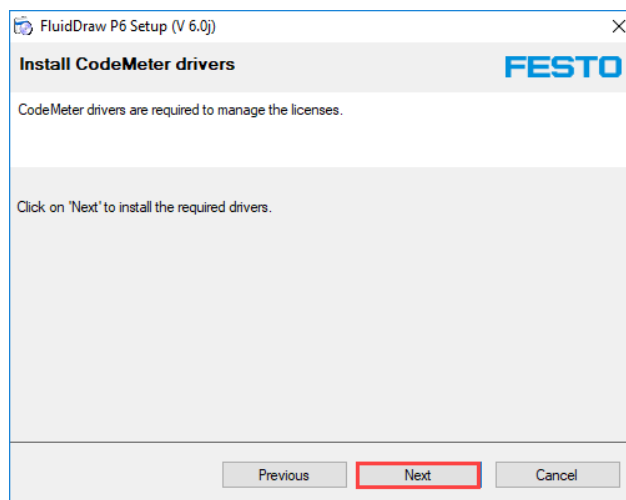 FluidDraw P6 Setup (V 6.0j)
Install CodeMeter drivers
FESTO
CodeMeter drivers are required to manage the licenses.
Click on 'Next' to install the required drivers.
Previous
Next
Cancel